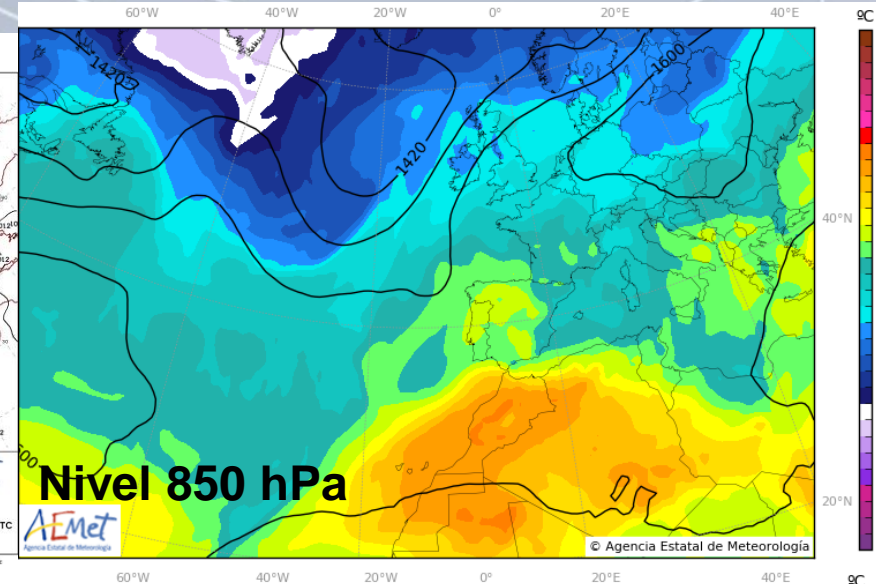 60°W 40°W 20°W 0° 20°E 40°E
ºC
1420
1600
1420
40°N
Nivel 850 hPa
20°N
AEMet
Agencia Estatal de Meteorología
© Agencia Estatal de Meteorología
TC
60°W 40°W 20°W 0° 20°E 40°E
ºC